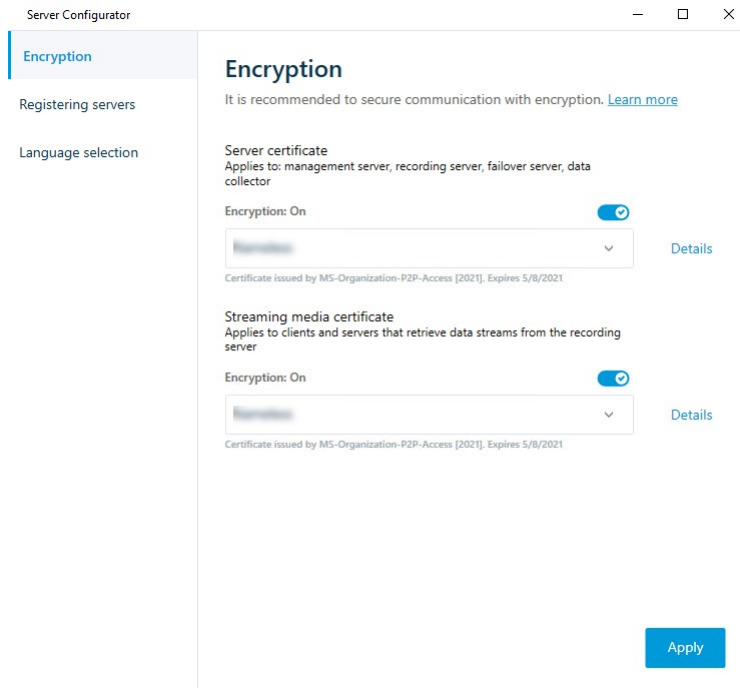 Server Configurator
Encryption
Registering servers
Language selection
Encryption
It is recommended to secure communication with encryption. Learn more
Server certificate
Applies to: management server, recording server, failover server, data
collector
Encryption: On
Details
Certificate issued by MS-Organization-P2P-Access [2021]. Expires 5/8/2021
Streaming media certificate
Applies to clients and servers that retrieve data streams from the recording
server
Encryption: On
Details
Certificate issued by MS-Organization-P2P-Access [2021]. Expires 5/8/2021
Apply